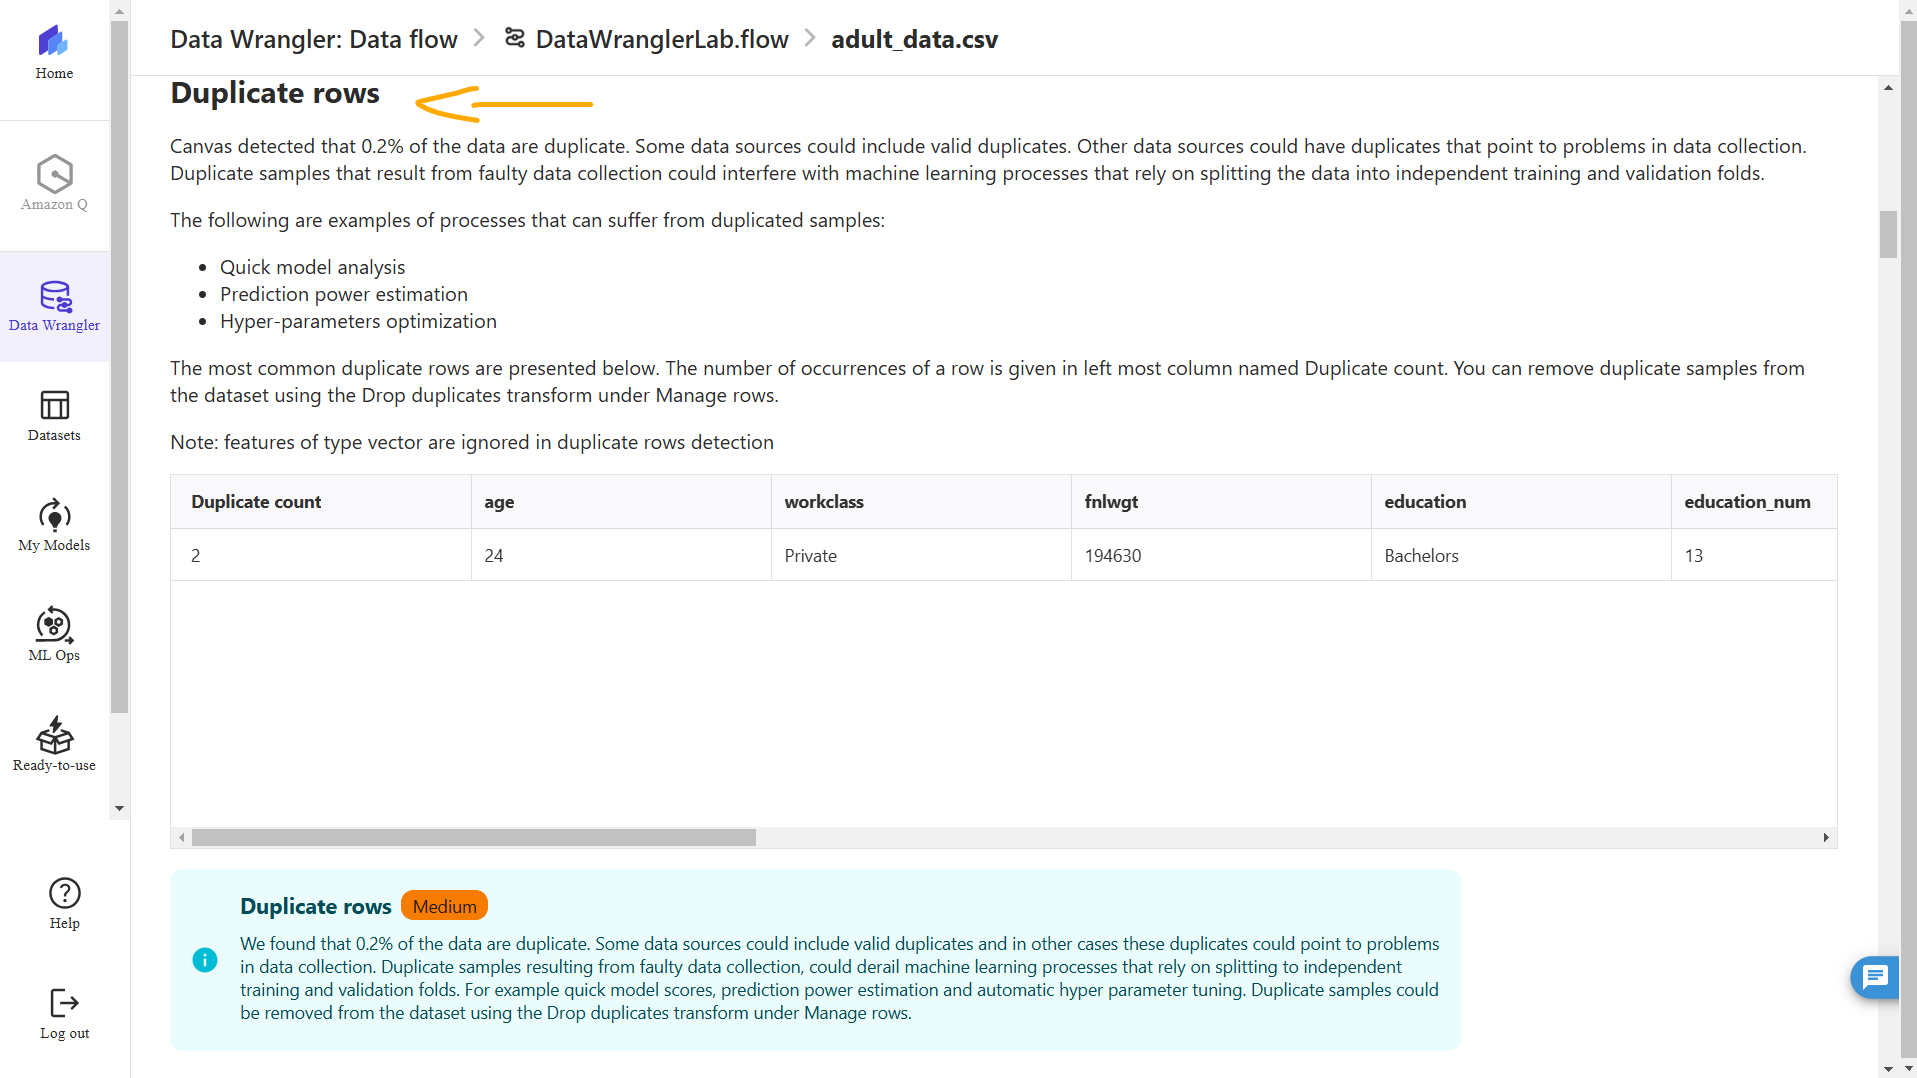 Home
Amazon Q
Data Wrangler
Datasets
My Models
ML Ops
Ready-to-use
Help
Log out
Data Wrangler: Data flow > DataWranglerLab.flow > adult_data.csv
Duplicate rows
Canvas detected that 0.2% of the data are duplicate. Some data sources could include valid duplicates. Other data sources could have duplicates that point to problems in data collection.
Duplicate samples that result from faulty data collection could interfere with machine learning processes that rely on splitting the data into independent training and validation folds.
The following are examples of processes that can suffer from duplicated samples:
• Quick model analysis
• Prediction power estimation
• Hyper-parameters optimization
The most common duplicate rows are presented below. The number of occurrences of a row is given in left most column named Duplicate count. You can remove duplicate samples from
the dataset using the Drop duplicates transform under Manage rows.
Note: features of type vector are ignored in duplicate rows detection
Duplicate count age workclass fnlwgt education education_num
2 24 Private 194630 Bachelors 13
Duplicate rows Medium
We found that 0.2% of the data are duplicate. Some data sources could include valid duplicates and in other cases these duplicates could point to problems
in data collection. Duplicate samples resulting from faulty data collection, could derail machine learning processes that rely on splitting to independent
training and validation folds. For example quick model scores, prediction power estimation and automatic hyper parameter tuning. Duplicate samples could
be removed from the dataset using the Drop duplicates transform under Manage rows.